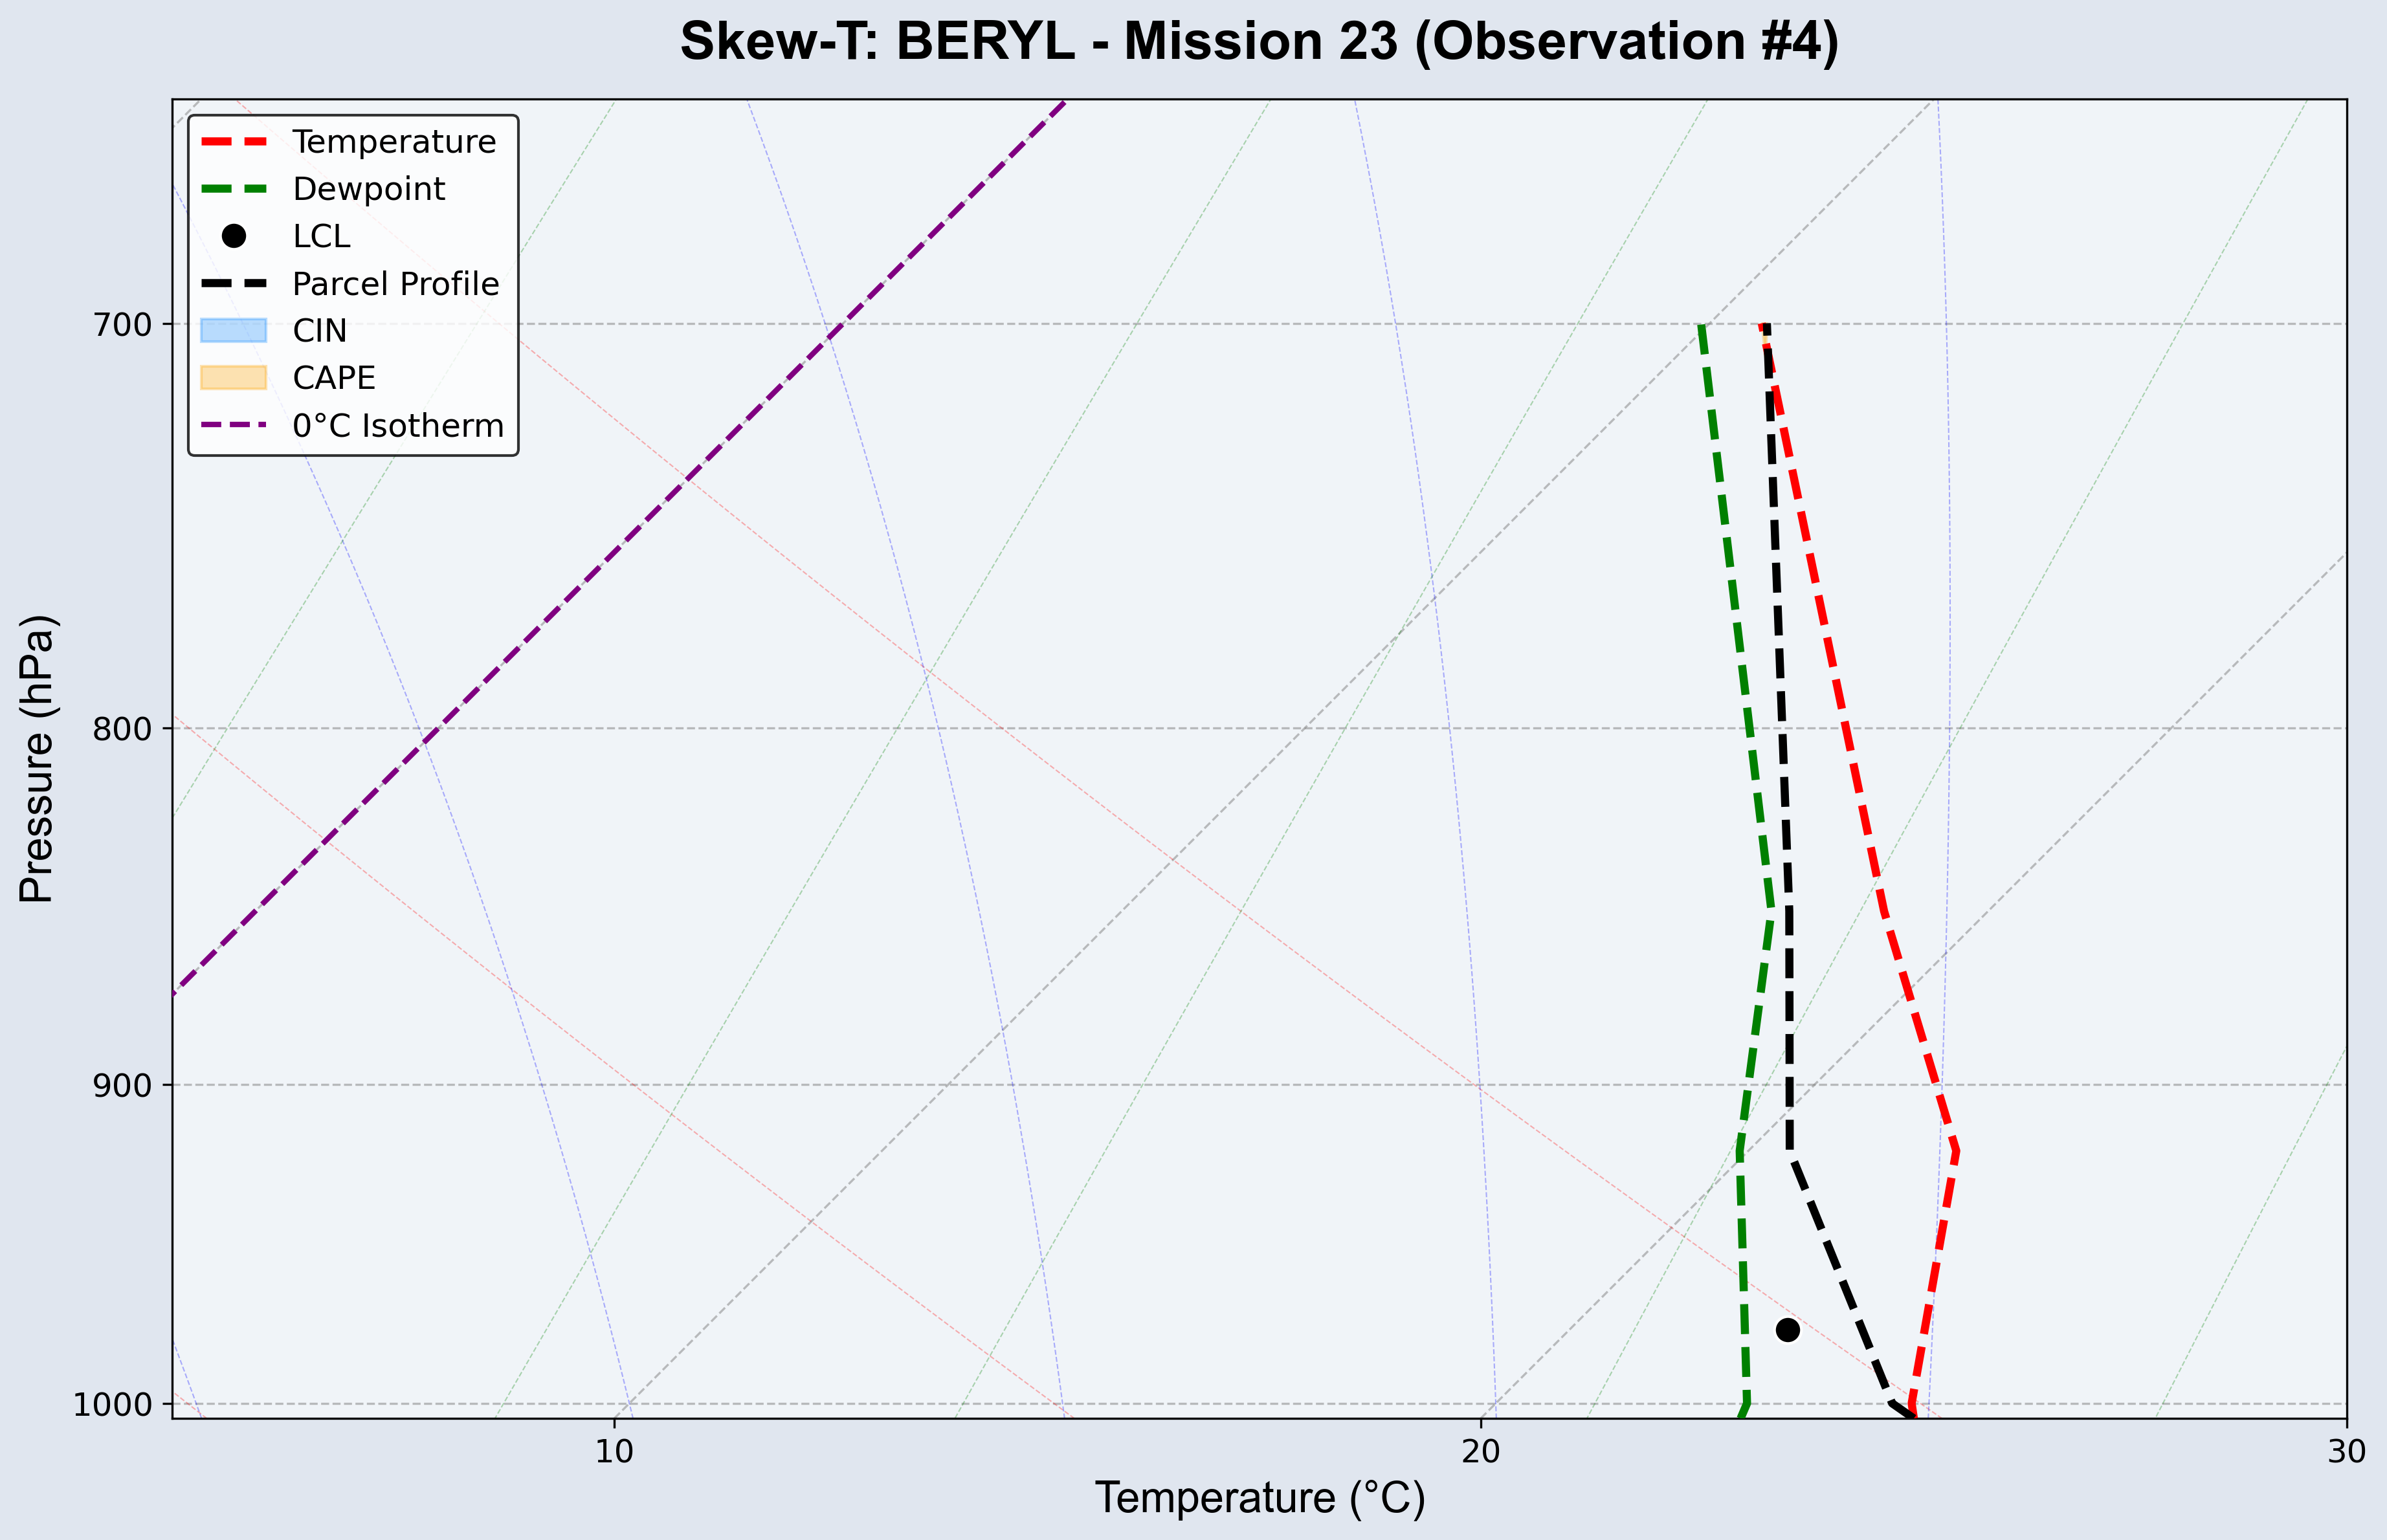 Skew-T: BERYL - Mission 23 (Observation #4)
Temperature
Dewpoint
LCL
Parcel Profile
CIN
CAPE
0°C Isotherm
Pressure (hPa)
700
800
900
1000
10
20
30
Temperature (°C)